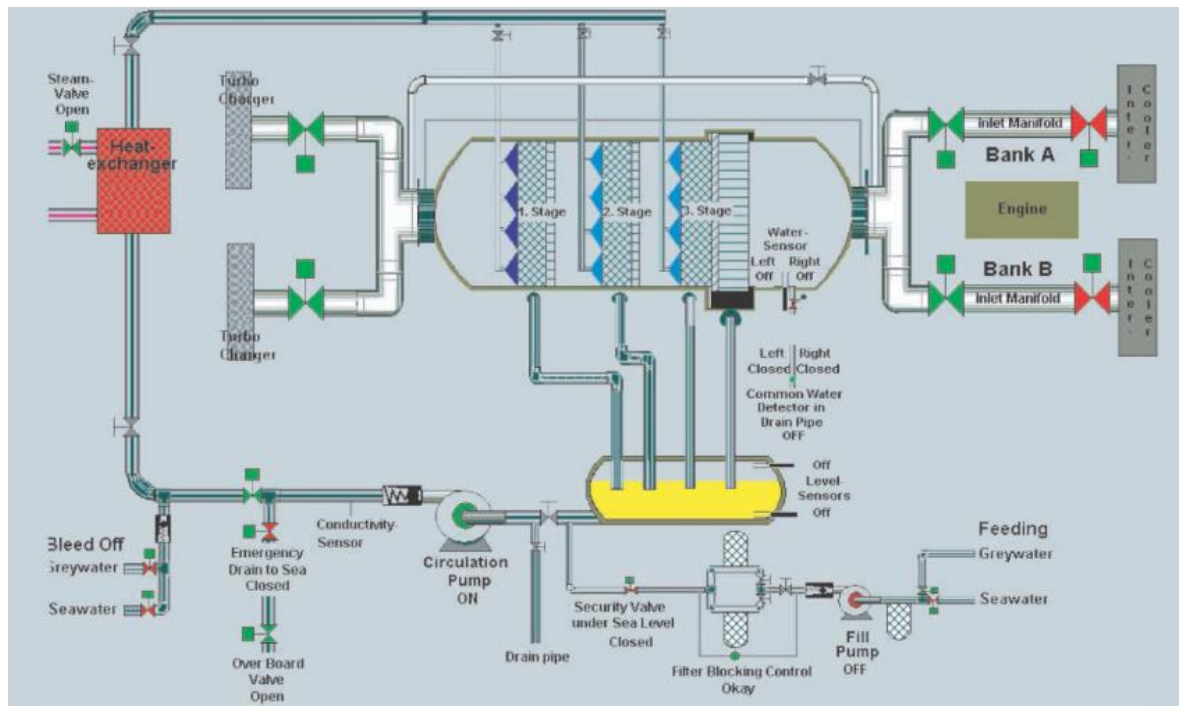 Steam-
Valve
Open
Heat-
exchanger
Turbo
Charger
Turbo
Charger
1. Stage
2. Stage
3. Stage
Water-
Sensor
Left Right
Off Off
Inlet Manifold
Bank A
Engine
Bank B
Inlet Manifold
Inter-
Cooler
Inter-
Cooler
Left Right
Closed Closed
Common Water
Detector in
Drain Pipe
OFF
Off
Level-
Sensors
Off
Bleed Off
Greywater
Seawater
Emergency
Drain to Sea
Closed
Over Board
Valve
Open
Conductivity-
Sensor
Circulation
Pump
ON
Drain pipe
Security Valve
under Sea Level
Closed
Filter Blocking Control
Okay
Fill
Pump
OFF
Feeding
Greywater
Seawater